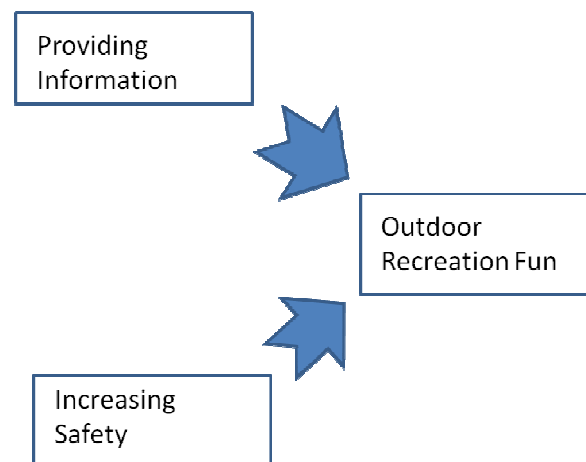 Providing
Information
Outdoor
Recreation Fun
Increasing
Safety